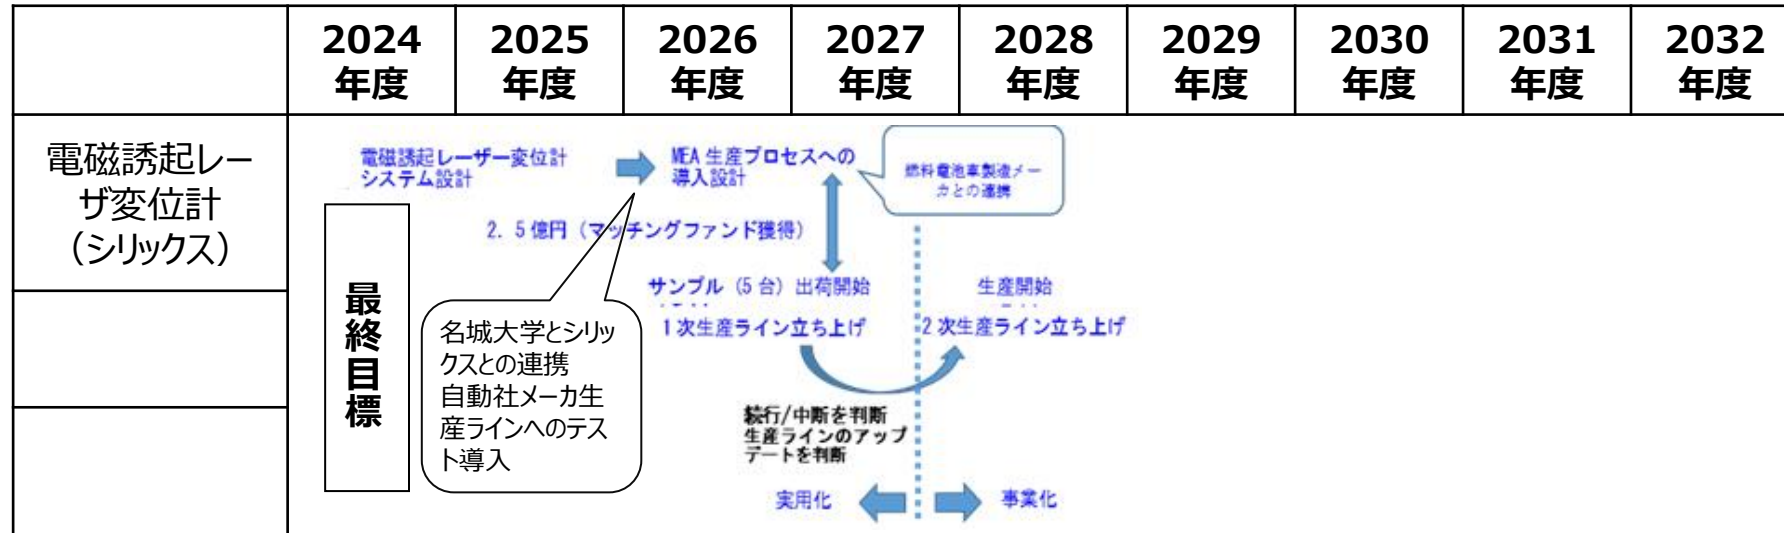 2024
年度
2025
年度
2026
年度
2027
年度
2028
年度
2029
年度
2030
年度
2031
年度
2032
年度
電磁誘起レー
ザ変位計
（シリックス）
電磁誘起レーザー変位計
システム設計
MEA 生産プロセスへの
導入設計
燃料電池車製造メー
カとの連携
2. 5 億円（マッチングファンド獲得）
最終目標
サンプル（5 台）出荷開始
生産開始
1 次生産ライン立ち上げ
2 次生産ライン立ち上げ
名城大学とシリッ
クスとの連携
自動社メーカ生
産ラインへのテス
ト導入
続行/中断を判断
生産ラインのアップ
デートを判断
実用化
事業化